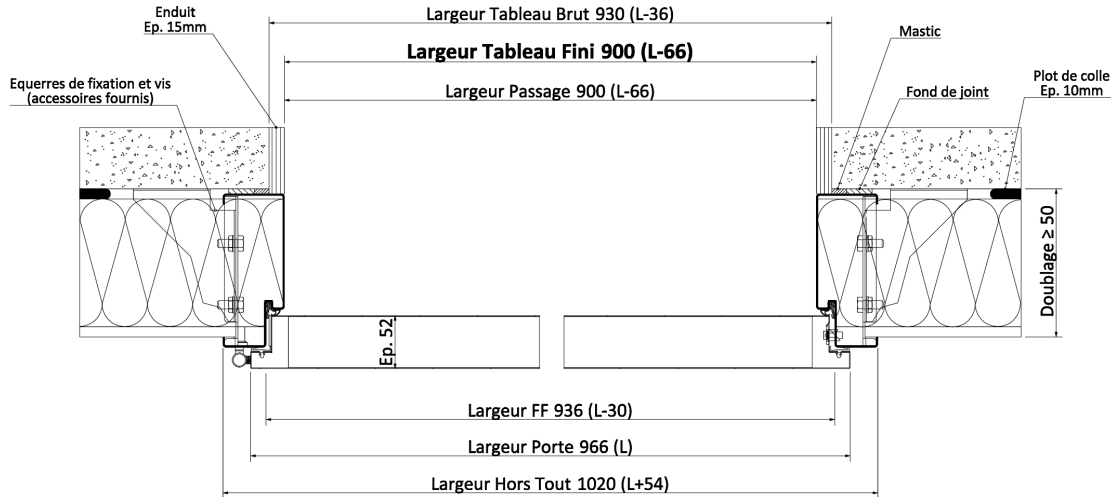 Enduit
Ep. 15mm
Largeur Tableau Brut 930 (L-36)
Mastic
Largeur Tableau Fini 900 (L-66)
Equerres de fixation et vis
(accessoires fournis)
Largeur Passage 900 (L-66)
Fond de joint
Plot de colle
Ep. 10mm
Doublage ≥ 50
Ep. 52
Largeur FF 936 (L-30)
Largeur Porte 966 (L)
Largeur Hors Tout 1020 (L+54)